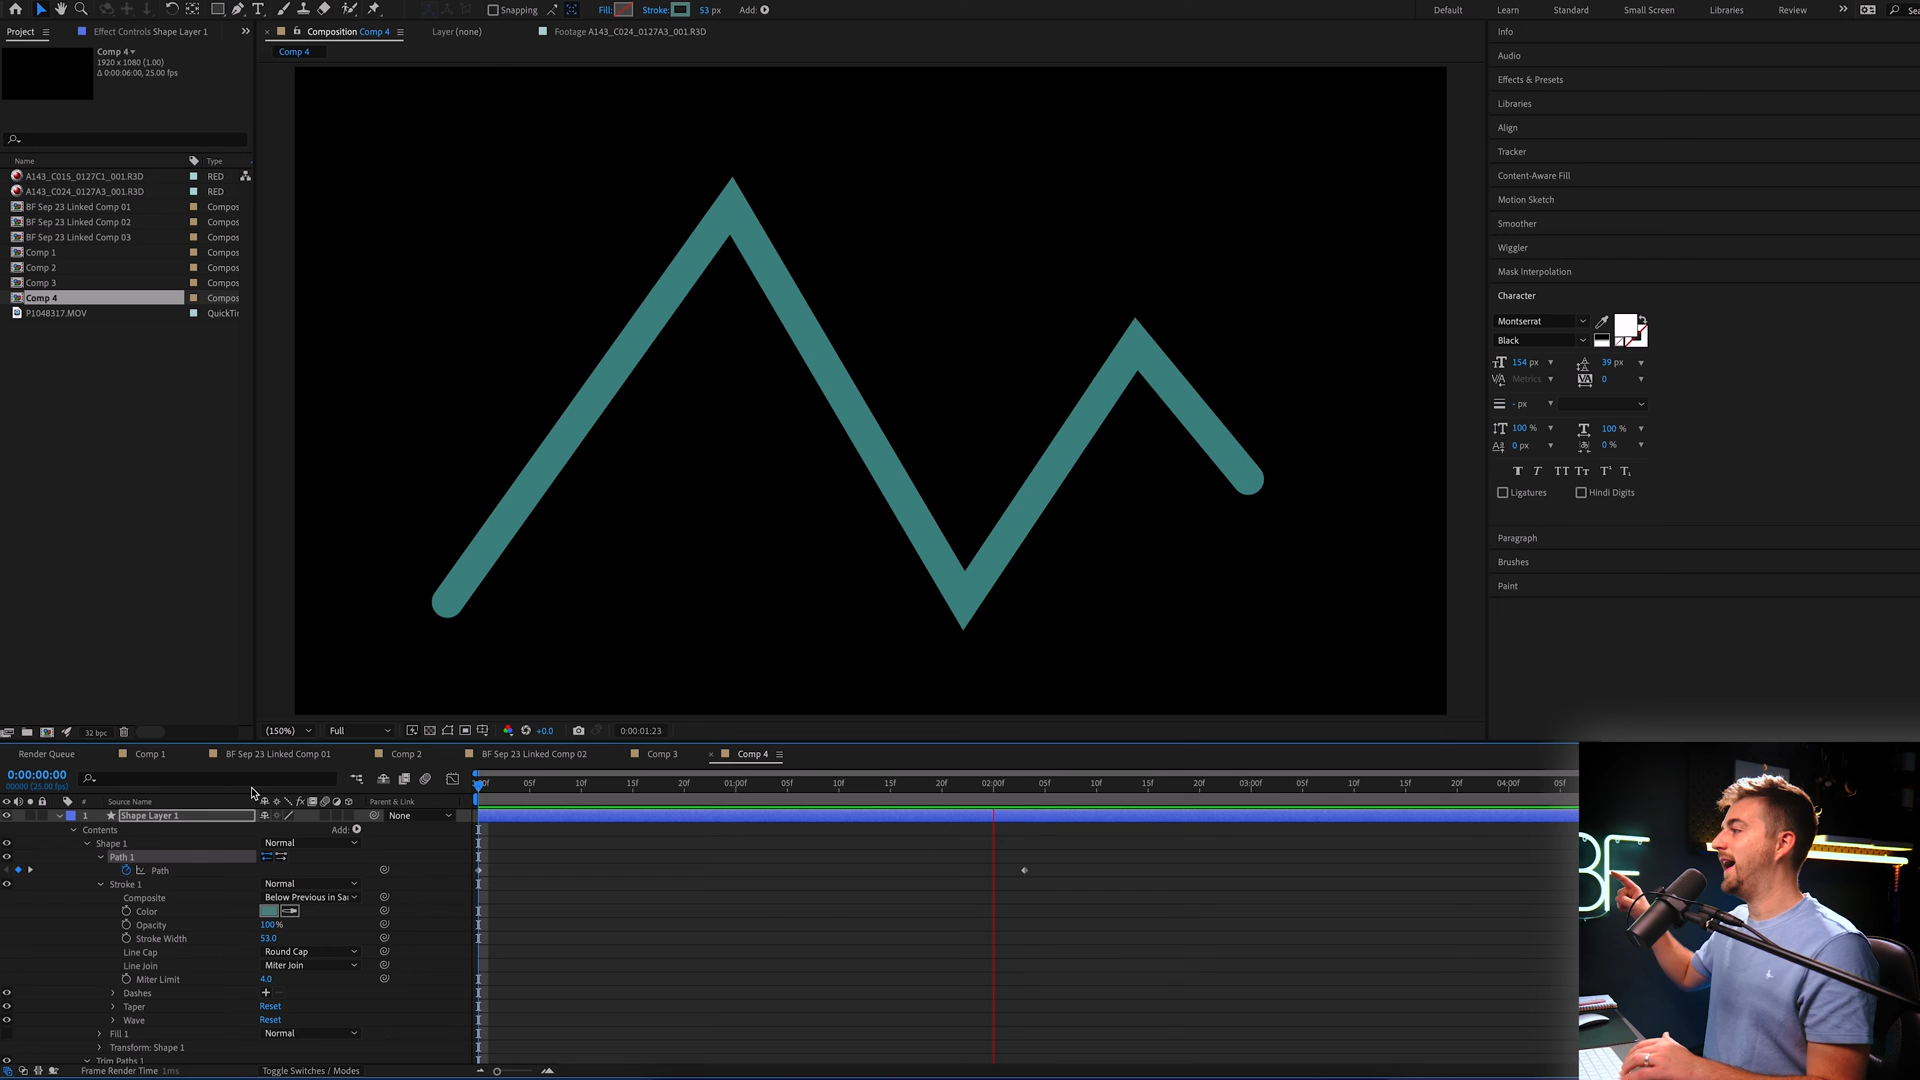 Snapping
Fill:
Stroke:
53 px
Add:
Default
Learn
Standard
Small Screen
Libraries
Review
Project
Effect Controls Shape Layer 1
Composition Comp 4
Layer (none)
Footage A143_C024_0127A3_001.R3D
Info
Comp 4
Comp 4
1920 x 1080 (1.00)
Δ 0:00:06:00, 25.00 fps
Audio
Effects & Presets
Libraries
Align
Tracker
Content-Aware Fill
Motion Sketch
Smoother
Wiggler
Mask Interpolation
Character
Name
Type
A143_C015_0127C1_001.R3D RED
A143_C024_0127A3_001.R3D RED
BF Sep 23 Linked Comp 01 Compos
BF Sep 23 Linked Comp 02 Compos
BF Sep 23 Linked Comp 03 Compos
Comp 1 Compos
Comp 2 Compos
Comp 3 Compos
Comp 4 Compos
P1048317.MOV QuickTir
Montserrat
Black
154 px 39 px
Metrics 0
- px
100 % 100 %
0 px 0 %
T T TT Tт T¹ T₁
Ligatures Hindi Digits
Paragraph
Brushes
Paint
32 bpc
(150%)
Full
+0.0
0:00:01:23
Render Queue
Comp 1
BF Sep 23 Linked Comp 01
Comp 2
BF Sep 23 Linked Comp 02
Comp 3
Comp 4
0:00:00:00
00000 (25.00 fps)
:00f 05f 10f 15f 20f 01:00f 05f 10f 15f 20f 02:00f 05f 10f 15f 20f 03:00f 05f 10f 15f 20f 04:00f 05f
# Source Name
Parent & Link
1 Shape Layer 1
None
Contents
Add:
Shape 1 Normal
Path 1
Path
Stroke 1 Normal
Composite Below Previous in Sa
Color
Opacity 100%
Stroke Width 53.0
Line Cap Round Cap
Line Join Miter Join
Miter Limit 4.0
Dashes
Taper Reset
Wave Reset
Fill 1 Normal
Transform: Shape 1
Trim Paths 1
Frame Render Time 1ms
Toggle Switches / Modes
BF